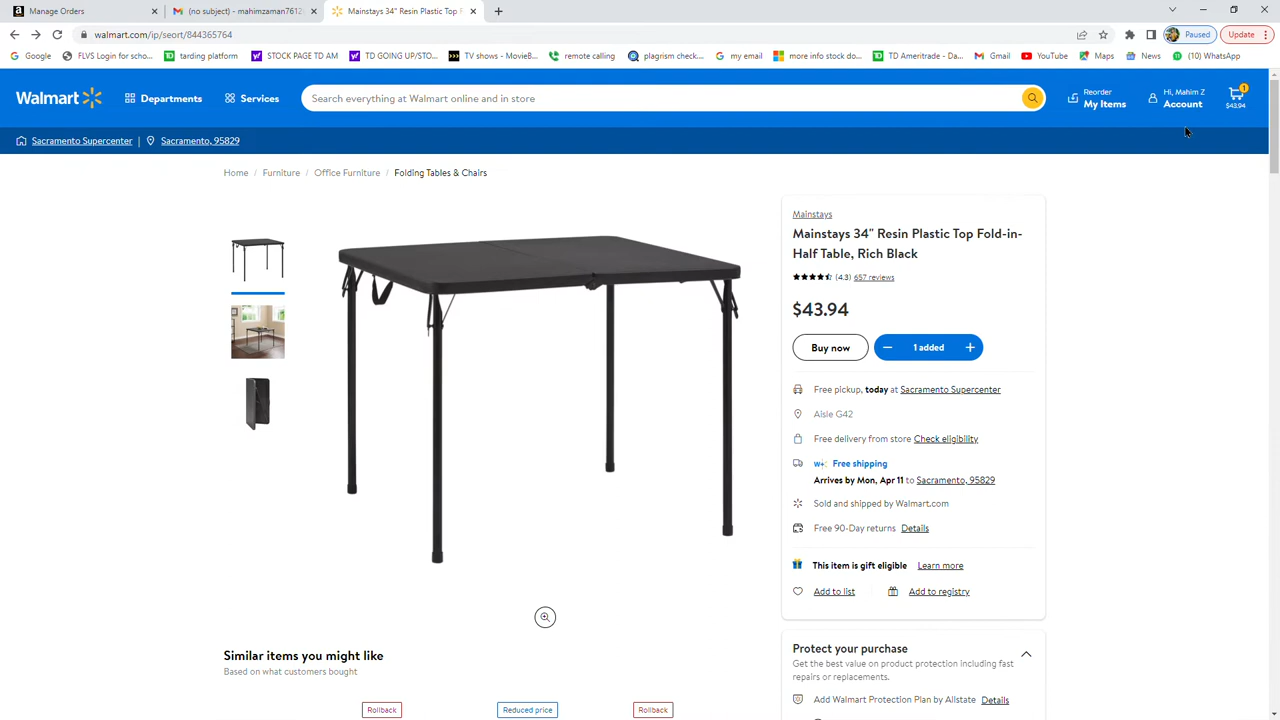 Manage Orders
(no subject) - mahimzaman7612
Mainstays 34" Resin Plastic Top F
Paused
Update
walmart.com/ip/seort/844365764
Google
FLVS Login for scho...
tarding platform
STOCK PAGE TD AM
TD GOING UP/STO...
TV shows - MovieB...
remote calling
plagrism check....
my email
more info stock do...
TD Ameritrade - Da...
Gmail
YouTube
Maps
News
(10) WhatsApp
Walmart
Departments
Services
Search everything at Walmart online and in store
Reorder
My Items
Hi, Mahim Z
Account
1
$43.94
Sacramento Supercenter
Sacramento, 95829
Home / Furniture / Office Furniture / Folding Tables & Chairs
Mainstays
Mainstays 34" Resin Plastic Top Fold-in-
Half Table, Rich Black
(4.3) 657 reviews
$43.94
Buy now
− 1 added +
Free pickup, today at Sacramento Supercenter
Aisle G42
Free delivery from store Check eligibility
W+ Free shipping
Arrives by Mon, Apr 11 to Sacramento, 95829
Sold and shipped by Walmart.com
Free 90-Day returns Details
This item is gift eligible Learn more
Add to list
Add to registry
Similar items you might like
Based on what customers bought
Rollback
Reduced price
Rollback
Protect your purchase
Get the best value on product protection including fast
repairs or replacements.
Add Walmart Protection Plan by Allstate Details